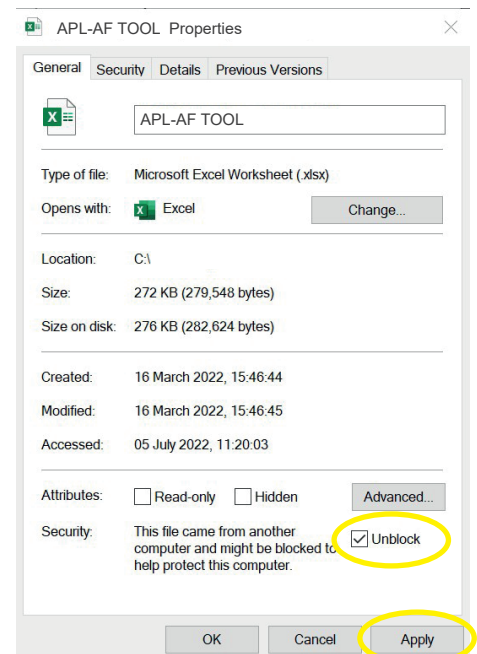 APL-AF TOOL Properties
General Security Details Previous Versions
APL-AF TOOL
Type of file: Microsoft Excel Worksheet (.xlsx)
Opens with: Excel Change...
Location: C:\
Size: 272 KB (279,548 bytes)
Size on disk: 276 KB (282,624 bytes)
Created: 16 March 2022, 15:46:44
Modified: 16 March 2022, 15:46:45
Accessed: 05 July 2022, 11:20:03
Attributes: Read-only Hidden Advanced...
Security: This file came from another Unblock
computer and might be blocked to
help protect this computer.
OK Cancel Apply